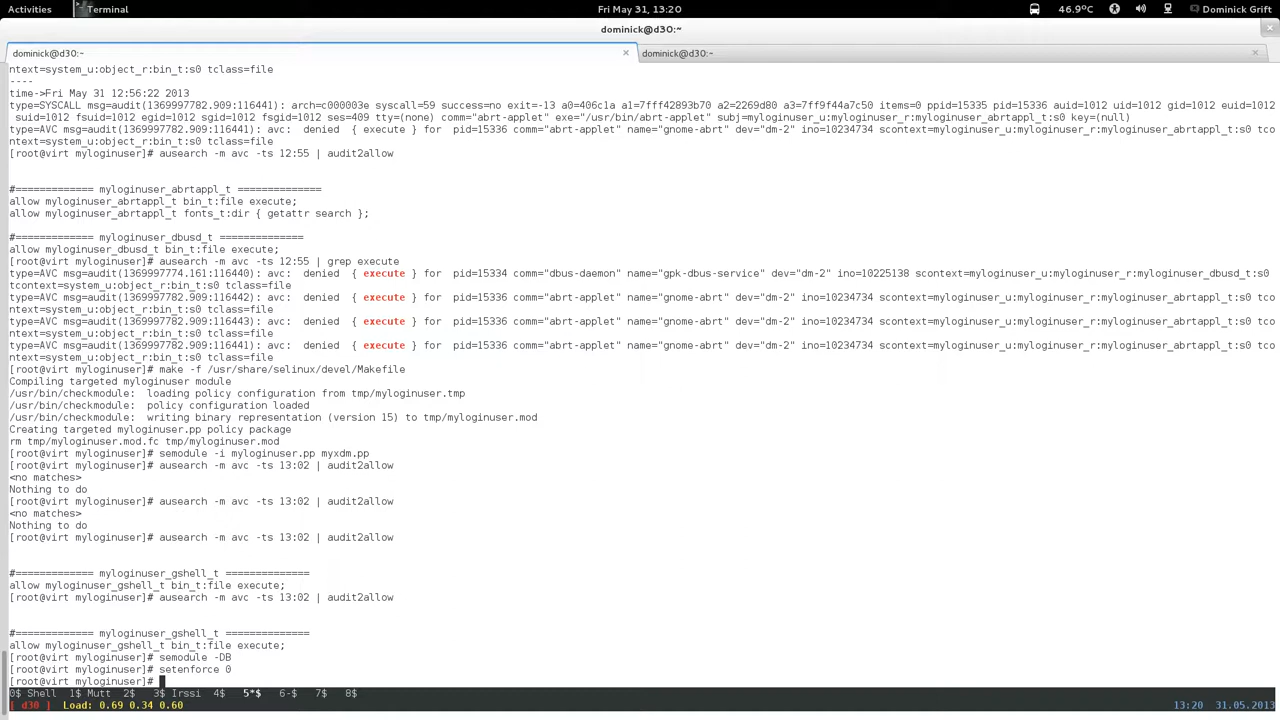 Activities Terminal Fri May 31, 13:20 46.9ºC Dominick Grift
dominick@d30:~
dominick@d30:~ × dominick@d30:~ ×
ntext=system_u:object_r:bin_t:s0 tclass=file
----
time->Fri May 31 12:56:22 2013
type=SYSCALL msg=audit(1369997782.909:116441): arch=c000003e syscall=59 success=no exit=-13 a0=406c1a a1=7fff42893b70 a2=2269d80 a3=7ff9f44a7c50 items=0 ppid=15335 pid=15336 auid=1012 uid=1012 gid=1012 euid=1012
 suid=1012 fsuid=1012 egid=1012 sgid=1012 fsgid=1012 ses=409 tty=(none) comm="abrt-applet" exe="/usr/bin/abrt-applet" subj=myloginuser_u:myloginuser_r:myloginuser_abrtappl_t:s0 key=(null)
type=AVC msg=audit(1369997782.909:116441): avc:  denied  { execute } for  pid=15336 comm="abrt-applet" name="gnome-abrt" dev="dm-2" ino=10234734 scontext=myloginuser_u:myloginuser_r:myloginuser_abrtappl_t:s0 tco
ntext=system_u:object_r:bin_t:s0 tclass=file
[root@virt myloginuser]# ausearch -m avc -ts 12:55 | audit2allow
#============= myloginuser_abrtappl_t ==============
allow myloginuser_abrtappl_t bin_t:file execute;
allow myloginuser_abrtappl_t fonts_t:dir { getattr search };
#============= myloginuser_dbusd_t ==============
allow myloginuser_dbusd_t bin_t:file execute;
[root@virt myloginuser]# ausearch -m avc -ts 12:55 | grep execute
type=AVC msg=audit(1369997774.161:116440): avc:  denied  { execute } for  pid=15334 comm="dbus-daemon" name="gpk-dbus-service" dev="dm-2" ino=10225138 scontext=myloginuser_u:myloginuser_r:myloginuser_dbusd_t:s0
tcontext=system_u:object_r:bin_t:s0 tclass=file
type=AVC msg=audit(1369997782.909:116442): avc:  denied  { execute } for  pid=15336 comm="abrt-applet" name="gnome-abrt" dev="dm-2" ino=10234734 scontext=myloginuser_u:myloginuser_r:myloginuser_abrtappl_t:s0 tco
ntext=system_u:object_r:bin_t:s0 tclass=file
type=AVC msg=audit(1369997782.909:116443): avc:  denied  { execute } for  pid=15336 comm="abrt-applet" name="gnome-abrt" dev="dm-2" ino=10234734 scontext=myloginuser_u:myloginuser_r:myloginuser_abrtappl_t:s0 tco
ntext=system_u:object_r:bin_t:s0 tclass=file
type=AVC msg=audit(1369997782.909:116441): avc:  denied  { execute } for  pid=15336 comm="abrt-applet" name="gnome-abrt" dev="dm-2" ino=10234734 scontext=myloginuser_u:myloginuser_r:myloginuser_abrtappl_t:s0 tco
ntext=system_u:object_r:bin_t:s0 tclass=file
[root@virt myloginuser]# make -f /usr/share/selinux/devel/Makefile
Compiling targeted myloginuser module
/usr/bin/checkmodule:  loading policy configuration from tmp/myloginuser.tmp
/usr/bin/checkmodule:  policy configuration loaded
/usr/bin/checkmodule:  writing binary representation (version 15) to tmp/myloginuser.mod
Creating targeted myloginuser.pp policy package
rm tmp/myloginuser.mod.fc tmp/myloginuser.mod
[root@virt myloginuser]# semodule -i myloginuser.pp myxdm.pp
[root@virt myloginuser]# ausearch -m avc -ts 13:02 | audit2allow
<no matches>
Nothing to do
[root@virt myloginuser]# ausearch -m avc -ts 13:02 | audit2allow
<no matches>
Nothing to do
[root@virt myloginuser]# ausearch -m avc -ts 13:02 | audit2allow
#============= myloginuser_gshell_t ==============
allow myloginuser_gshell_t bin_t:file execute;
[root@virt myloginuser]# ausearch -m avc -ts 13:02 | audit2allow
#============= myloginuser_gshell_t ==============
allow myloginuser_gshell_t bin_t:file execute;
[root@virt myloginuser]# semodule -DB
[root@virt myloginuser]# setenforce 0
[root@virt myloginuser]#
0$ Shell  1$ Mutt  2$  3$ Irssi  4$  5*$  6-$  7$  8$
[ d30 ]  Load: 0.69 0.34 0.60 13:20 31.05.2013